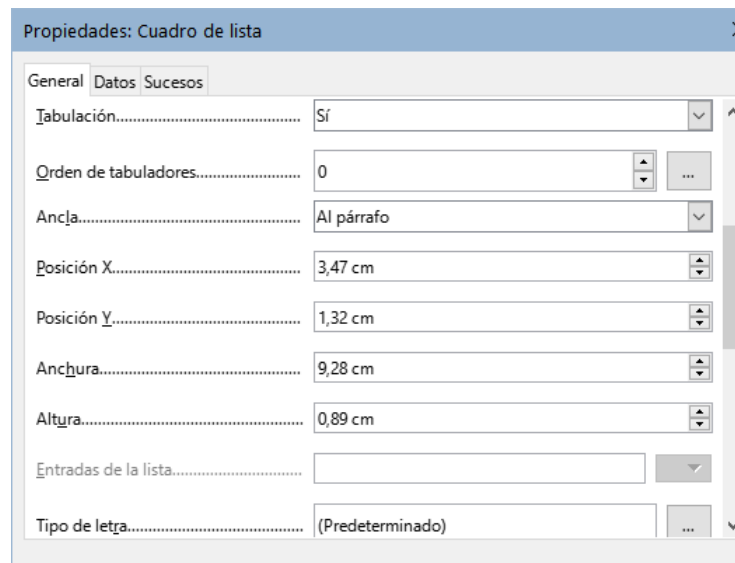 Propiedades: Cuadro de lista
General Datos Sucesos
Tabulación............................................ Sí
Orden de tabuladores......................... 0 ...
Ancla.................................................... Al párrafo
Posición X............................................. 3,47 cm
Posición Y............................................. 1,32 cm
Anchura................................................ 9,28 cm
Altura.................................................... 0,89 cm
Entradas de la lista...............................
Tipo de letra.......................................... (Predeterminado) ...